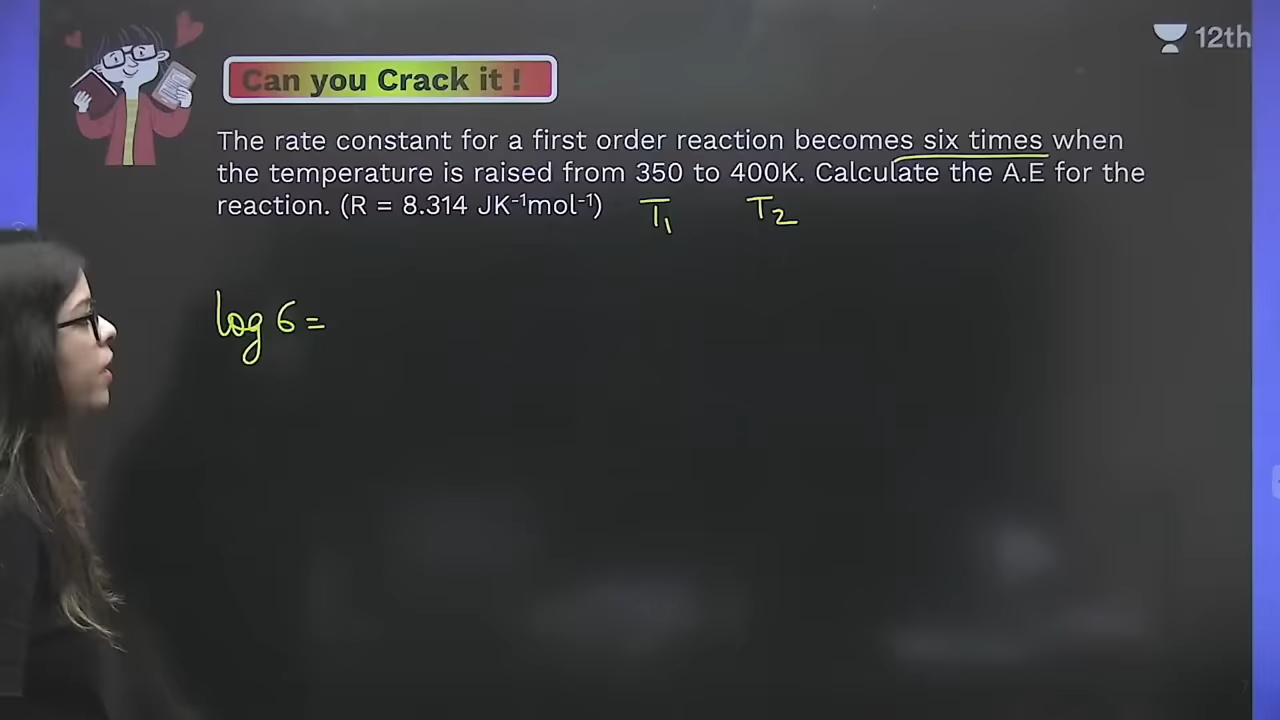 12th
Can you Crack it !
The rate constant for a first order reaction becomes six times when
the temperature is raised from 350 to 400K. Calculate the A.E for the
reaction. (R = 8.314 JK⁻¹mol⁻¹)
T₁ T₂
log 6 =